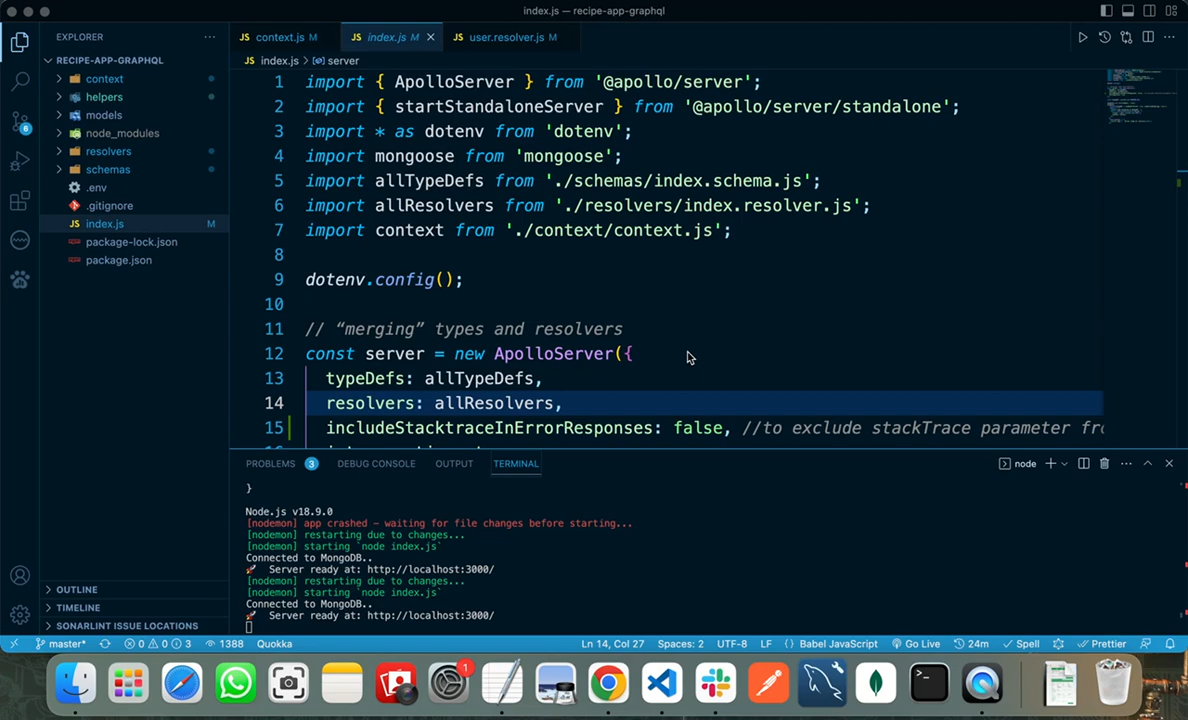 index.js — recipe-app-graphql
EXPLORER
RECIPE-APP-GRAPHQL
context
helpers
models
node_modules
resolvers
schemas
.env
.gitignore
JS index.js M
package-lock.json
package.json
OUTLINE
TIMELINE
SONARLINT ISSUE LOCATIONS
6
JS context.js M
JS index.js M
JS user.resolver.js M
JS index.js > server
1 import { ApolloServer } from '@apollo/server';
2 import { startStandaloneServer } from '@apollo/server/standalone';
3 import * as dotenv from 'dotenv';
4 import mongoose from 'mongoose';
5 import allTypeDefs from './schemas/index.schema.js';
6 import allResolvers from './resolvers/index.resolver.js';
7 import context from './context/context.js';
8
9 dotenv.config();
10
11 // “merging” types and resolvers
12 const server = new ApolloServer({
13 typeDefs: allTypeDefs,
14 resolvers: allResolvers,
15 includeStacktraceInErrorResponses: false, //to exclude stackTrace parameter fr
PROBLEMS 3 DEBUG CONSOLE OUTPUT TERMINAL
node
}
Node.js v18.9.0
[nodemon] app crashed - waiting for file changes before starting...
[nodemon] restarting due to changes...
[nodemon] starting `node index.js`
Connected to MongoDB..
🚀 Server ready at: http://localhost:3000/
[nodemon] restarting due to changes...
[nodemon] starting `node index.js`
Connected to MongoDB..
🚀 Server ready at: http://localhost:3000/
master* 0 0 3 1388 Quokka Ln 14, Col 27 Spaces: 2 UTF-8 LF { } Babel JavaScript Go Live 24m Spell Prettier
1